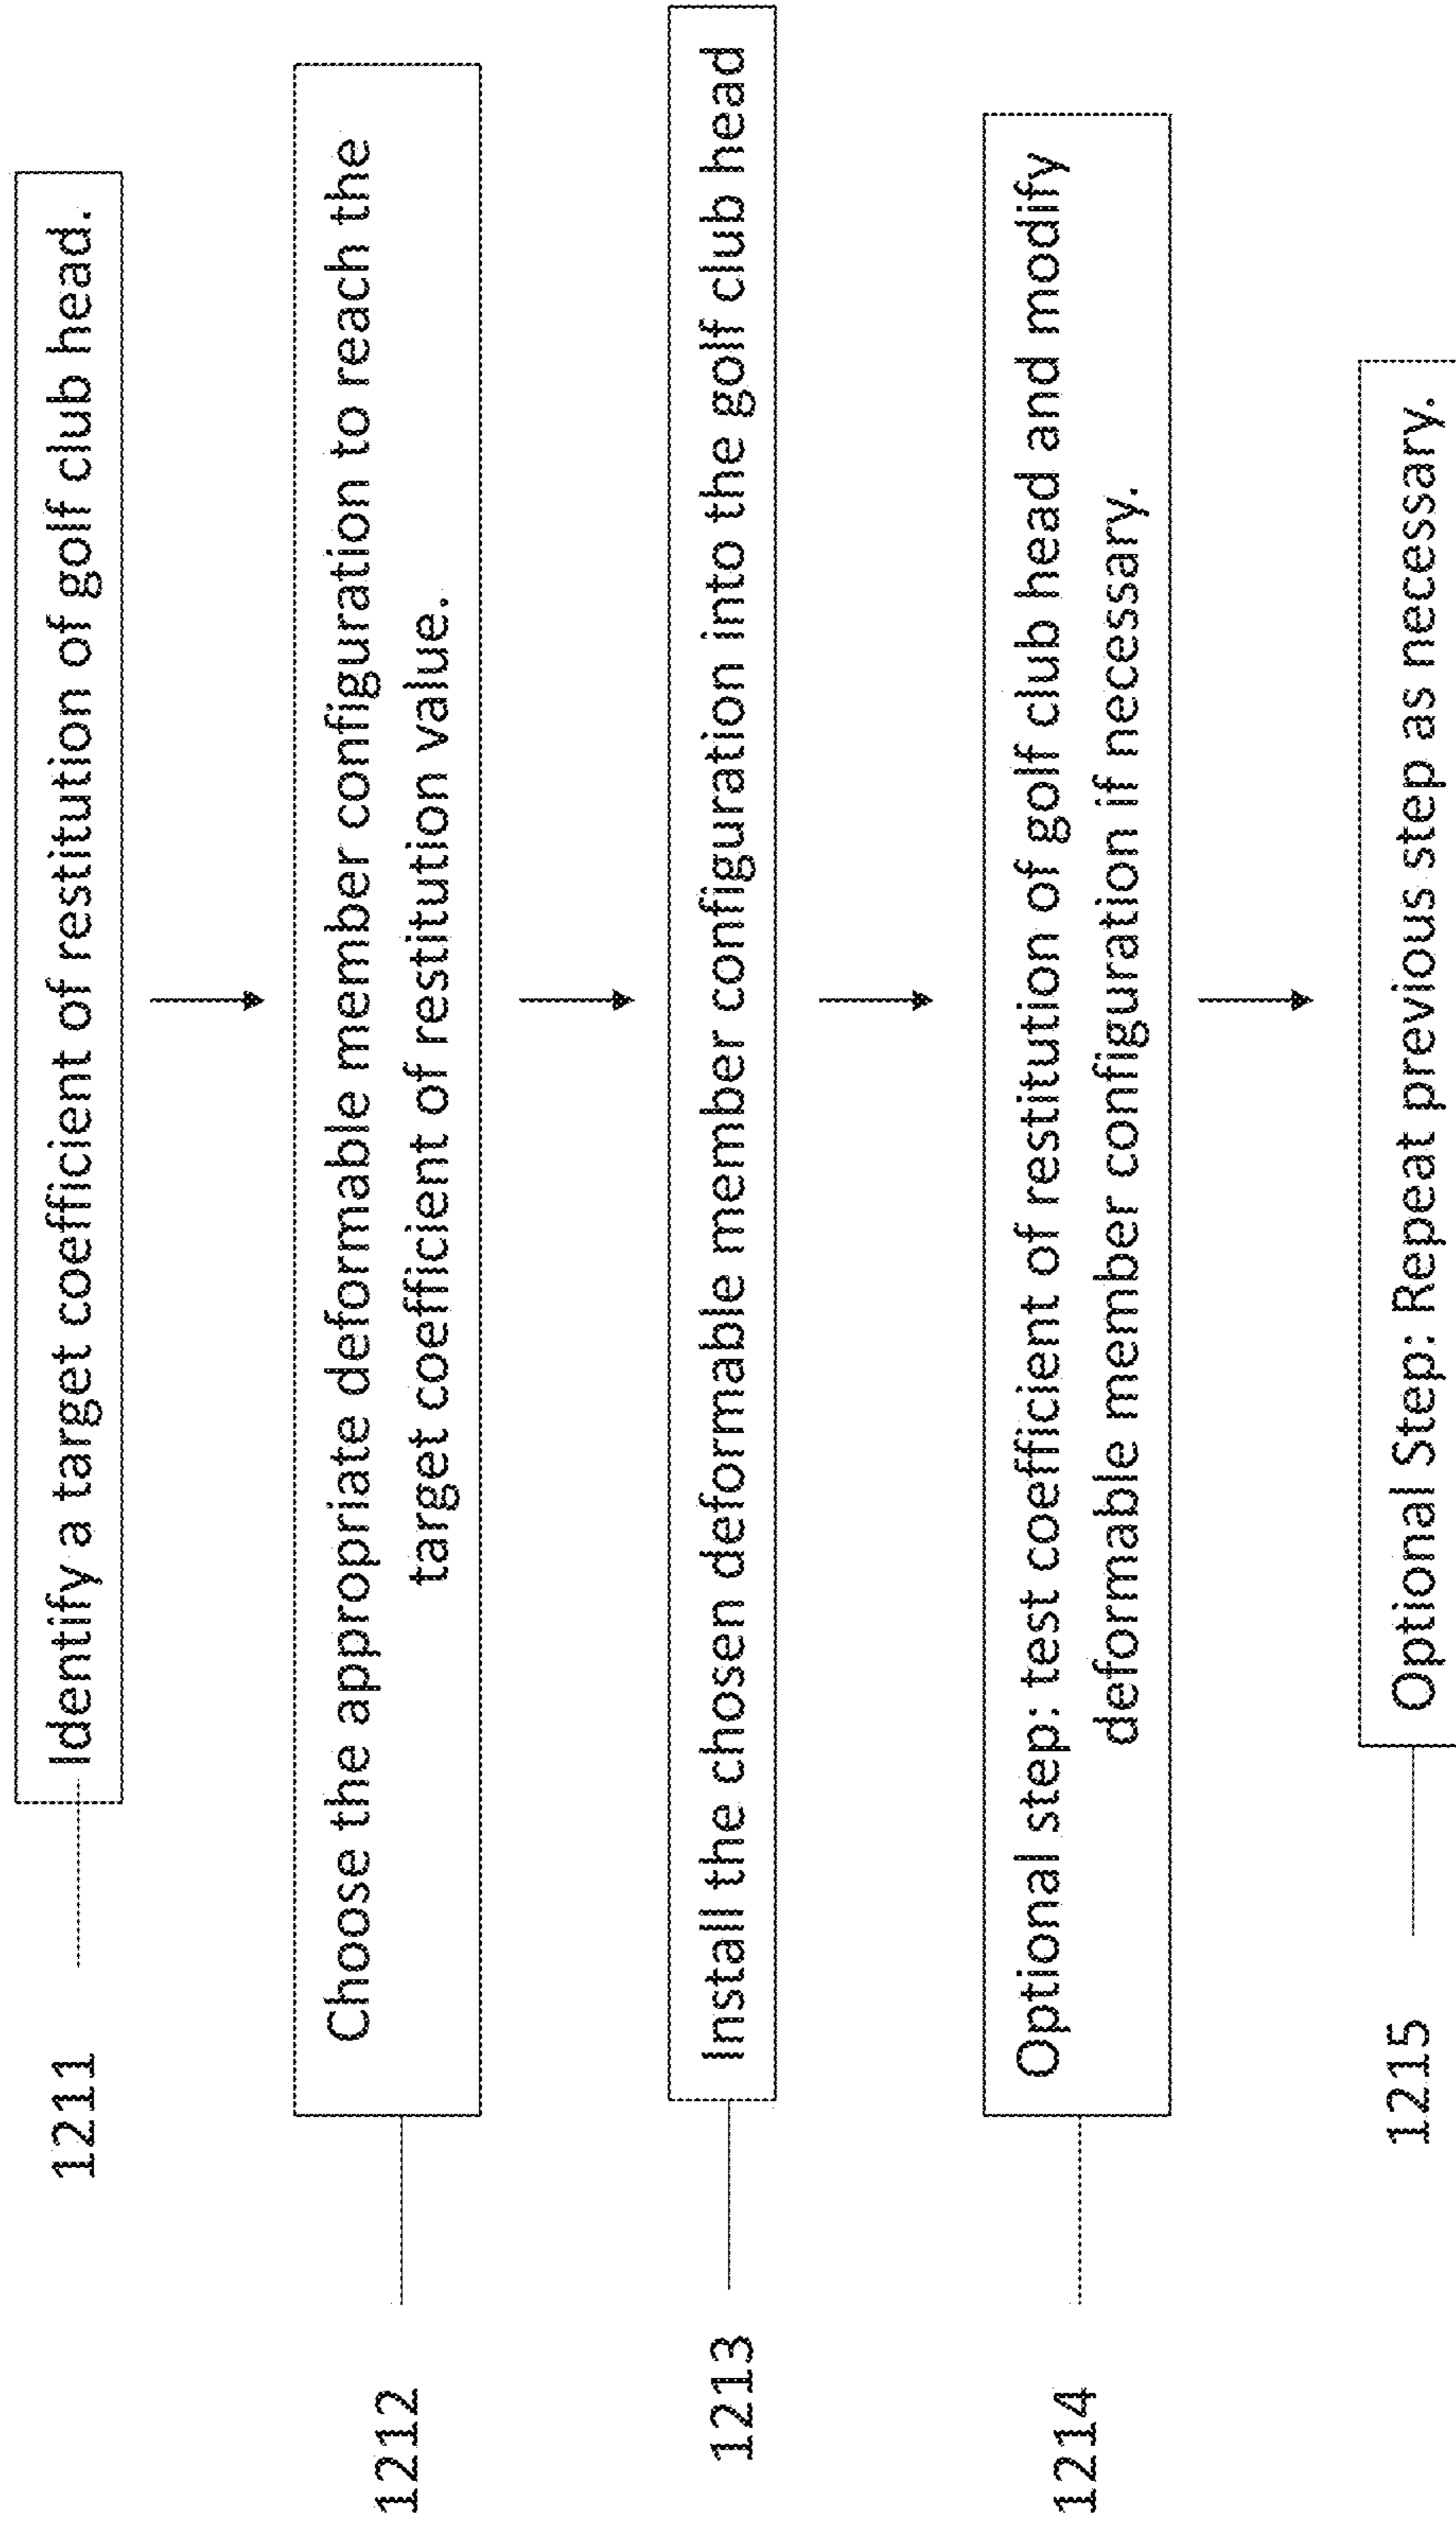 1211
Identify a target coefficient of restitution of golf club head.
1212
Choose the appropriate deformable member configuration to reach the
target coefficient of restitution value.
1213
Install the chosen deformable member configuration into the golf club head
1214
Optional step: test coefficient of restitution of golf club head and modify
deformable member configuration if necessary.
1215
Optional Step: Repeat previous step as necessary.